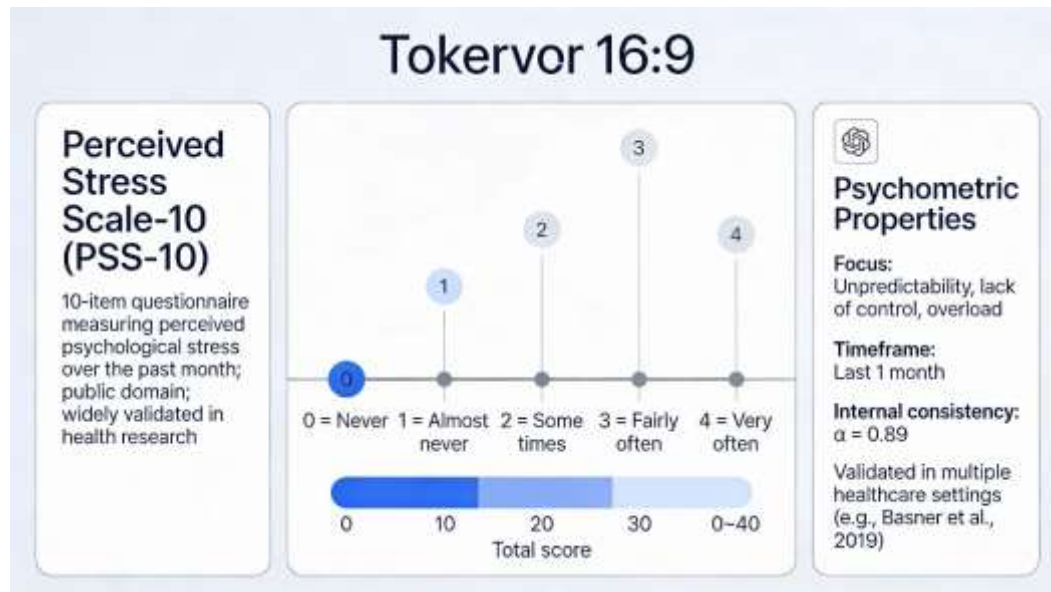 Tokervor 16:9
Perceived
Stress
Scale-10
(PSS-10)
10-item questionnaire
measuring perceived
psychological stress
over the past month;
public domain;
widely validated in
health research
3
2
4
1
0
0 = Never
1 = Almost
never
2 = Some
times
3 = Fairly
often
4 = Very
often
0
10
20
30
0–40
Total score
Psychometric
Properties
Focus:
Unpredictability, lack
of control, overload
Timeframe:
Last 1 month
Internal consistency:
α = 0.89
Validated in multiple
healthcare settings
(e.g., Basner et al.,
2019)